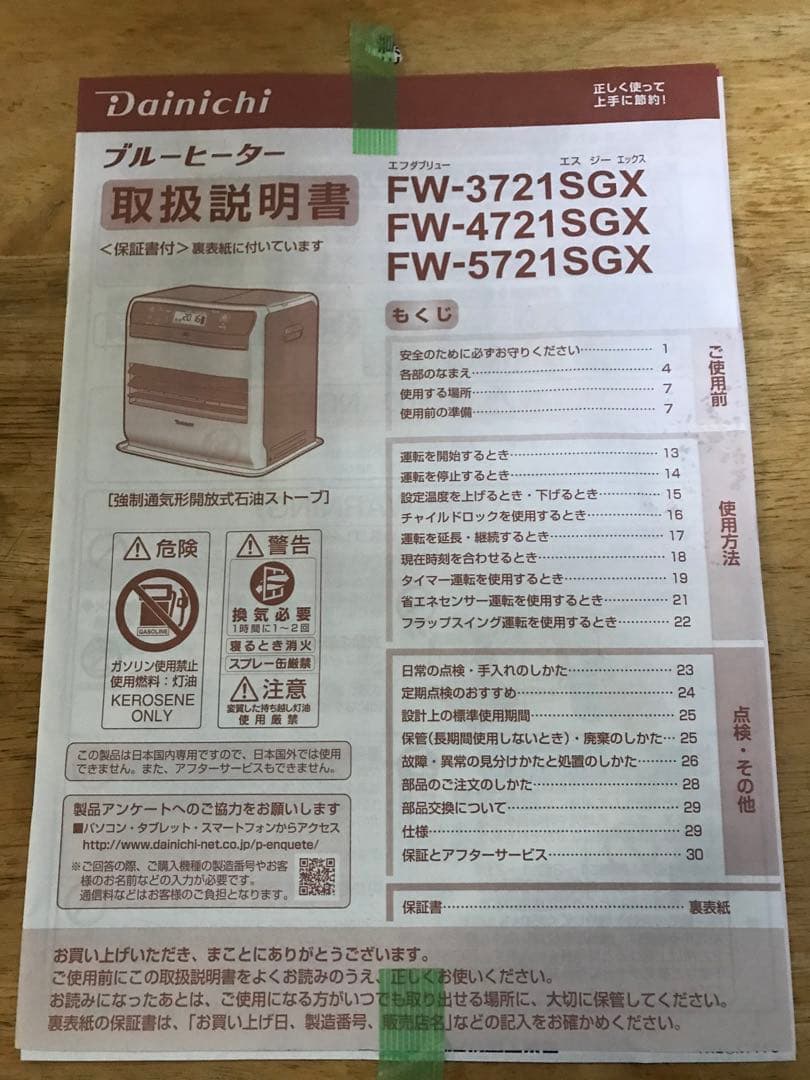 Dainichi
正しく使って
上手に節約!
ブルーヒーター
取扱説明書
<保証書付>裏表紙に付いています
エフダブリュー エス ジー エックス
FW-3721SGX
FW-4721SGX
FW-5721SGX
[強制通気形開放式石油ストーブ]
危険
GASOLINE
ガソリン使用禁止
使用燃料:灯油
KEROSENE
ONLY
警告
換気必要
1時間に1~2回
寝るとき消火
スプレー缶厳禁
注意
変質した持ち越し灯油
使用厳禁
この製品は日本国内専用ですので、日本国外では使用
できません。また、アフターサービスもできません。
製品アンケートへのご協力をお願いします
■パソコン・タブレット・スマートフォンからアクセス
http://www.dainichi-net.co.jp/p-enquete/
※ご回答の際、ご購入機種の製造番号やお客
様のお名前などの入力が必要です。
通信料などはお客様のご負担となります。
もくじ
ご使用前
安全のために必ずお守りください…………1
各部のなまえ…………4
使用する場所…………7
使用前の準備…………7
使用方法
運転を開始するとき…………13
運転を停止するとき…………14
設定温度を上げるとき・下げるとき…………15
チャイルドロックを使用するとき…………16
運転を延長・継続するとき…………17
現在時刻を合わせるとき…………18
タイマー運転を使用するとき…………19
省エネセンサー運転を使用するとき…………21
フラップスイング運転を使用するとき…………22
点検・その他
日常の点検・手入れのしかた…………23
定期点検のおすすめ…………24
設計上の標準使用期間…………25
保管(長期間使用しないとき)・廃棄のしかた…25
故障・異常の見分けかたと処置のしかた…………26
部品のご注文のしかた…………28
部品交換について…………29
仕様…………29
保証とアフターサービス…………30
保証書…………裏表紙
お買い上げいただき、まことにありがとうございます。
ご使用前にこの取扱説明書をよくお読みのうえ、正しくお使いください。
お読みになったあとは、ご使用になる方がいつでも取り出せる場所に、大切に保管してください。
裏表紙の保証書は、「お買い上げ日、製造番号、販売店名」などの記入をお確かめください。